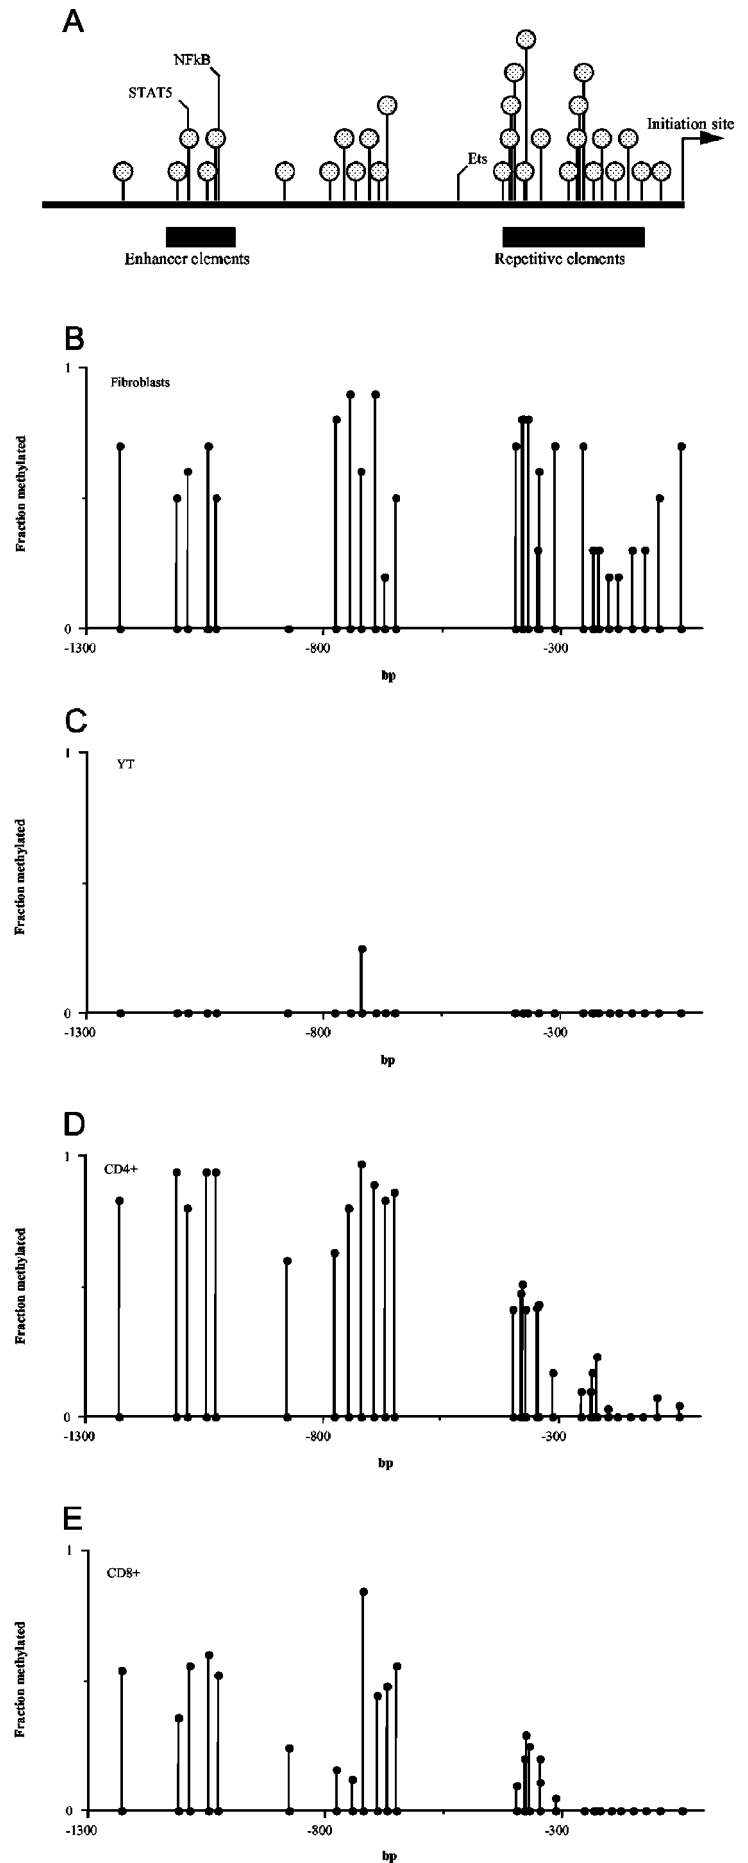 A
NFkB
STAT5
Initiation site
Ets
Enhancer elements
Repetitive elements
B
1
Fibroblasts
Fraction methylated
0
-1300
-800
-300
bp
C
1
YT
Fraction methylated
0
-1300
-800
-300
bp
D
1
CD4+
Fraction methylated
0
-1300
-800
-300
bp
E
1
CD8+
Fraction methylated
0
-1300
-800
-300
bp